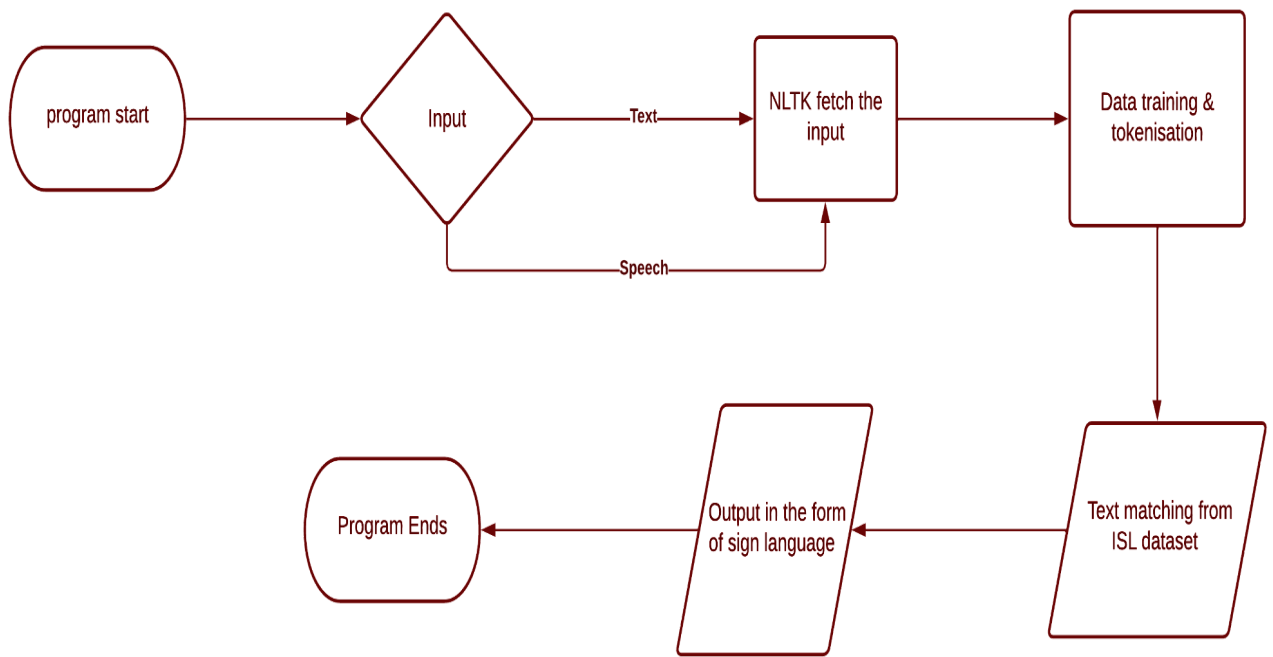 program start
Input
Text
NLTK fetch the
input
Data training &
tokenisation
Speech
Text matching from
ISL dataset
Output in the form
of sign language
Program Ends